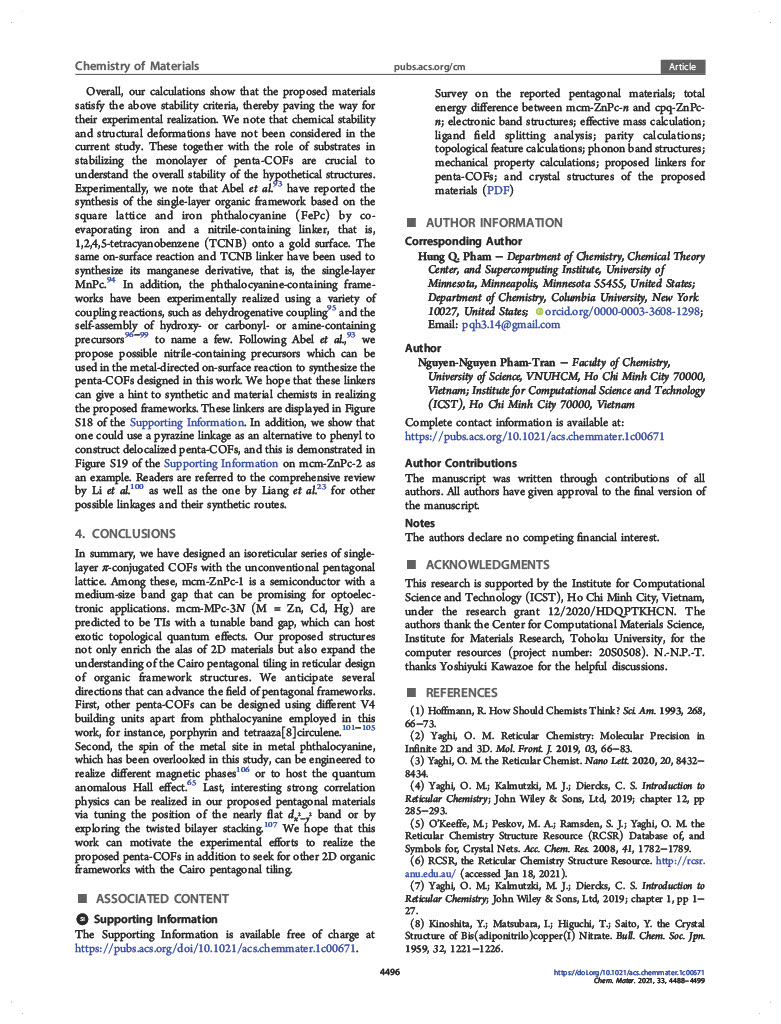 Chemistry of Materials
pubs.acs.org/cm
Article
Overall, our calculations show that the proposed materials
satisfy the above stability criteria, thereby paving the way for
their experimental realization. We note that chemical stability
and structural deformations have not been considered in the
current study. These together with the role of substrates in
stabilizing the monolayer of penta-COFs are crucial to
understand the overall stability of the hypothetical structures.
Experimentally, we note that Abel et al.93 have reported the
synthesis of the single-layer organic framework based on the
square lattice and iron phthalocyanine (FePc) by co-
evaporating iron and a nitrile-containing linker, that is,
1,2,4,5-tetracyanobenzene (TCNB) onto a gold surface. The
same on-surface reaction and TCNB linker have been used to
synthesize its manganese derivative, that is, the single-layer
MnPc.94 In addition, the phthalocyanine-containing frame-
works have been experimentally realized using a variety of
coupling reactions, such as dehydrogenative coupling95 and the
self-assembly of hydroxy- or carbonyl- or amine-containing
precursors96−99 to name a few. Following Abel et al.,93 we
propose possible nitrile-containing precursors which can be
used in the metal-directed on-surface reaction to synthesize the
penta-COFs designed in this work. We hope that these linkers
can give a hint to synthetic and material chemists in realizing
the proposed frameworks. These linkers are displayed in Figure
S18 of the Supporting Information. In addition, we show that
one could use a pyrazine linkage as an alternative to phenyl to
construct delocalized penta-COFs, and this is demonstrated in
Figure S19 of the Supporting Information on mcm-ZnPc-2 as
an example. Readers are referred to the comprehensive review
by Li et al.100 as well as the one by Liang et al.23 for other
possible linkages and their synthetic routes.
4. CONCLUSIONS
In summary, we have designed an isoreticular series of single-
layer π-conjugated COFs with the unconventional pentagonal
lattice. Among these, mcm-ZnPc-1 is a semiconductor with a
medium-size band gap that can be promising for optoelec-
tronic applications. mcm-MPc-3N (M = Zn, Cd, Hg) are
predicted to be TIs with a tunable band gap, which can host
exotic topological quantum effects. Our proposed structures
not only enrich the alas of 2D materials but also expand the
understanding of the Cairo pentagonal tiling in reticular design
of organic framework structures. We anticipate several
directions that can advance the field of pentagonal frameworks.
First, other penta-COFs can be designed using different V4
building units apart from phthalocyanine employed in this
work, for instance, porphyrin and tetraaza[8]circulene.101−105
Second, the spin of the metal site in metal phthalocyanine,
which has been overlooked in this study, can be engineered to
realize different magnetic phases106 or to host the quantum
anomalous Hall effect.65 Last, interesting strong correlation
physics can be realized in our proposed pentagonal materials
via tuning the position of the nearly flat dx²−y² band or by
exploring the twisted bilayer stacking.107 We hope that this
work can motivate the experimental efforts to realize the
proposed penta-COFs in addition to seek for other 2D organic
frameworks with the Cairo pentagonal tiling.
■ ASSOCIATED CONTENT
sı Supporting Information
The Supporting Information is available free of charge at
https://pubs.acs.org/doi/10.1021/acs.chemmater.1c00671.
Survey on the reported pentagonal materials; total
energy difference between mcm-ZnPc-n and cpq-ZnPc-
n; electronic band structures; effective mass calculation;
ligand field splitting analysis; parity calculations;
topological feature calculations; phonon band structures;
mechanical property calculations; proposed linkers for
penta-COFs; and crystal structures of the proposed
materials (PDF)
■ AUTHOR INFORMATION
Corresponding Author
Hung Q. Pham − Department of Chemistry, Chemical Theory
Center, and Supercomputing Institute, University of
Minnesota, Minneapolis, Minnesota 55455, United States;
Department of Chemistry, Columbia University, New York
10027, United States; orcid.org/0000-0003-3608-1298;
Email: pqh3.14@gmail.com
Author
Nguyen-Nguyen Pham-Tran − Faculty of Chemistry,
University of Science, VNUHCM, Ho Chi Minh City 70000,
Vietnam; Institute for Computational Science and Technology
(ICST), Ho Chi Minh City 70000, Vietnam
Complete contact information is available at:
https://pubs.acs.org/10.1021/acs.chemmater.1c00671
Author Contributions
The manuscript was written through contributions of all
authors. All authors have given approval to the final version of
the manuscript.
Notes
The authors declare no competing financial interest.
■ ACKNOWLEDGMENTS
This research is supported by the Institute for Computational
Science and Technology (ICST), Ho Chi Minh City, Vietnam,
under the research grant 12/2020/HDQPTKHCN. The
authors thank the Center for Computational Materials Science,
Institute for Materials Research, Tohoku University, for the
computer resources (project number: 20S0508). N.-N.P.-T.
thanks Yoshiyuki Kawazoe for the helpful discussions.
■ REFERENCES
(1) Hoffmann, R. How Should Chemists Think? Sci. Am. 1993, 268,
66−73.
(2) Yaghi, O. M. Reticular Chemistry: Molecular Precision in
Infinite 2D and 3D. Mol. Front. J. 2019, 03, 66−83.
(3) Yaghi, O. M. the Reticular Chemist. Nano Lett. 2020, 20, 8432−
8434.
(4) Yaghi, O. M.; Kalmutzki, M. J.; Diercks, C. S. Introduction to
Reticular Chemistry; John Wiley & Sons, Ltd, 2019; chapter 12, pp
285−293.
(5) O'Keeffe, M.; Peskov, M. A.; Ramsden, S. J.; Yaghi, O. M. the
Reticular Chemistry Structure Resource (RCSR) Database of, and
Symbols for, Crystal Nets. Acc. Chem. Res. 2008, 41, 1782−1789.
(6) RCSR, the Reticular Chemistry Structure Resource. http://rcsr.
anu.edu.au/ (accessed Jan 18, 2021).
(7) Yaghi, O. M.; Kalmutzki, M. J.; Diercks, C. S. Introduction to
Reticular Chemistry; John Wiley & Sons, Ltd, 2019; chapter 1, pp 1−
27.
(8) Kinoshita, Y.; Matsubara, I.; Higuchi, T.; Saito, Y. the Crystal
Structure of Bis(adiponitrilo)copper(I) Nitrate. Bull. Chem. Soc. Jpn.
1959, 32, 1221−1226.
4496
https://doi.org/10.1021/acs.chemmater.1c00671
Chem. Mater. 2021, 33, 4488−4499